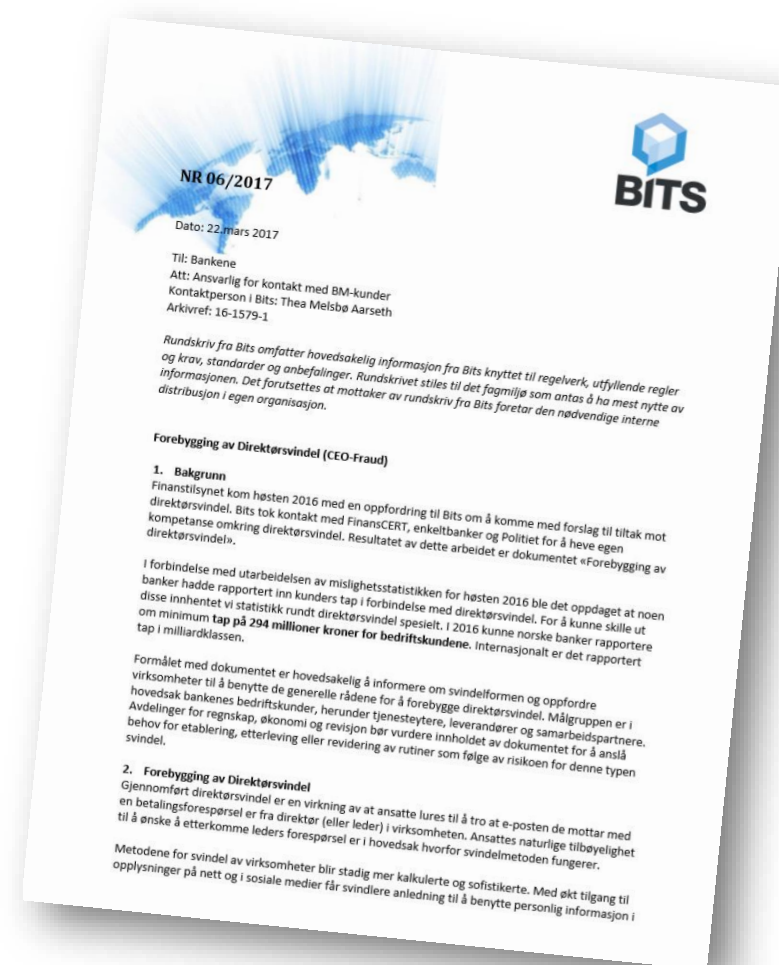 BITS
NR 06/2017
Dato: 22.mars 2017
Til: Bankene
Att: Ansvarlig for kontakt med BM-kunder
Kontaktperson i Bits: Thea Melsbø Aarseth
Arkivref: 16-1579-1
Rundskriv fra Bits omfatter hovedsakelig informasjon fra Bits knyttet til regelverk, utfyllende regler
og krav, standarder og anbefalinger. Rundskrivet stiles til det fagmiljø som antas å ha mest nytte av
informasjonen. Det forutsettes at mottaker av rundskriv fra Bits foretar den nødvendige interne
distribusjon i egen organisasjon.
Forebygging av Direktørsvindel (CEO-Fraud)
1. Bakgrunn
Finanstilsynet kom høsten 2016 med en oppfordring til Bits om å komme med forslag til tiltak mot
direktørsvindel. Bits tok kontakt med FinansCERT, enkeltbanker og Politiet for å heve egen
kompetanse omkring direktørsvindel. Resultatet av dette arbeidet er dokumentet «Forebygging av
direktørsvindel».
I forbindelse med utarbeidelsen av mislighetsstatistikken for høsten 2016 ble det oppdaget at noen
banker hadde rapportert inn kunders tap i forbindelse med direktørsvindel. For å kunne skille ut
disse innhentet vi statistikk rundt direktørsvindel spesielt. I 2016 kunne norske banker rapportere
om minimum tap på 294 millioner kroner for bedriftskundene. Internasjonalt er det rapportert
tap i milliardklassen.
Formålet med dokumentet er hovedsakelig å informere om svindelformen og oppfordre
virksomheter til å benytte de generelle rådene for å forebygge direktørsvindel. Målgruppen er i
hovedsak bankenes bedriftskunder, herunder tjenesteytere, leverandører og samarbeidspartnere.
Avdelinger for regnskap, økonomi og revisjon bør vurdere innholdet av dokumentet for å anslå
behov for etablering, etterleving eller revidering av rutiner som følge av risikoen for denne typen
svindel.
2. Forebygging av Direktørsvindel
Gjennomført direktørsvindel er en virkning av at ansatte lures til å tro at e-posten de mottar med
en betalingsforespørsel er fra direktør (eller leder) i virksomheten. Ansattes naturlige tilbøyelighet
til å ønske å etterkomme leders forespørsel er i hovedsak hvorfor svindelmetoden fungerer.
Metodene for svindel av virksomheter blir stadig mer kalkulerte og sofistikerte. Med økt tilgang til
opplysninger på nett og i sosiale medier får svindlere anledning til å benytte personlig informasjon i